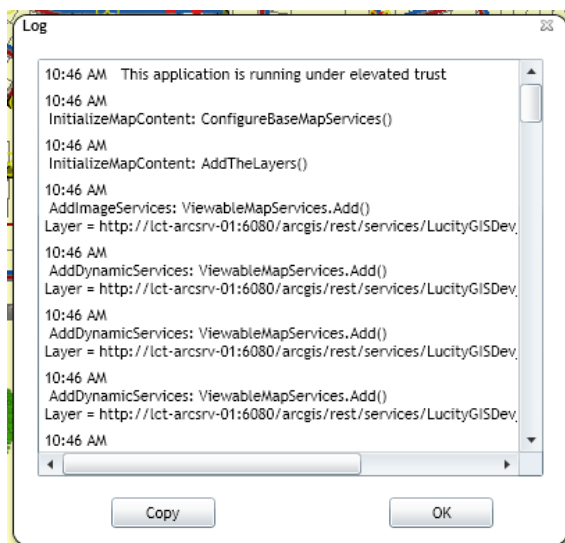 Log
10:46 AM This application is running under elevated trust
10:46 AM
InitializeMapContent: ConfigureBaseMapServices()
10:46 AM
InitializeMapContent: AddTheLayers()
10:46 AM
AddImageServices: ViewableMapServices.Add()
Layer = http://lct-arcsrv-01:6080/arcgis/rest/services/LucityGISDev_
10:46 AM
AddDynamicServices: ViewableMapServices.Add()
Layer = http://lct-arcsrv-01:6080/arcgis/rest/services/LucityGISDev_
10:46 AM
AddDynamicServices: ViewableMapServices.Add()
Layer = http://lct-arcsrv-01:6080/arcgis/rest/services/LucityGISDev_
10:46 AM
AddDynamicServices: ViewableMapServices.Add()
Layer = http://lct-arcsrv-01:6080/arcgis/rest/services/LucityGISDev_
10:46 AM
Copy OK